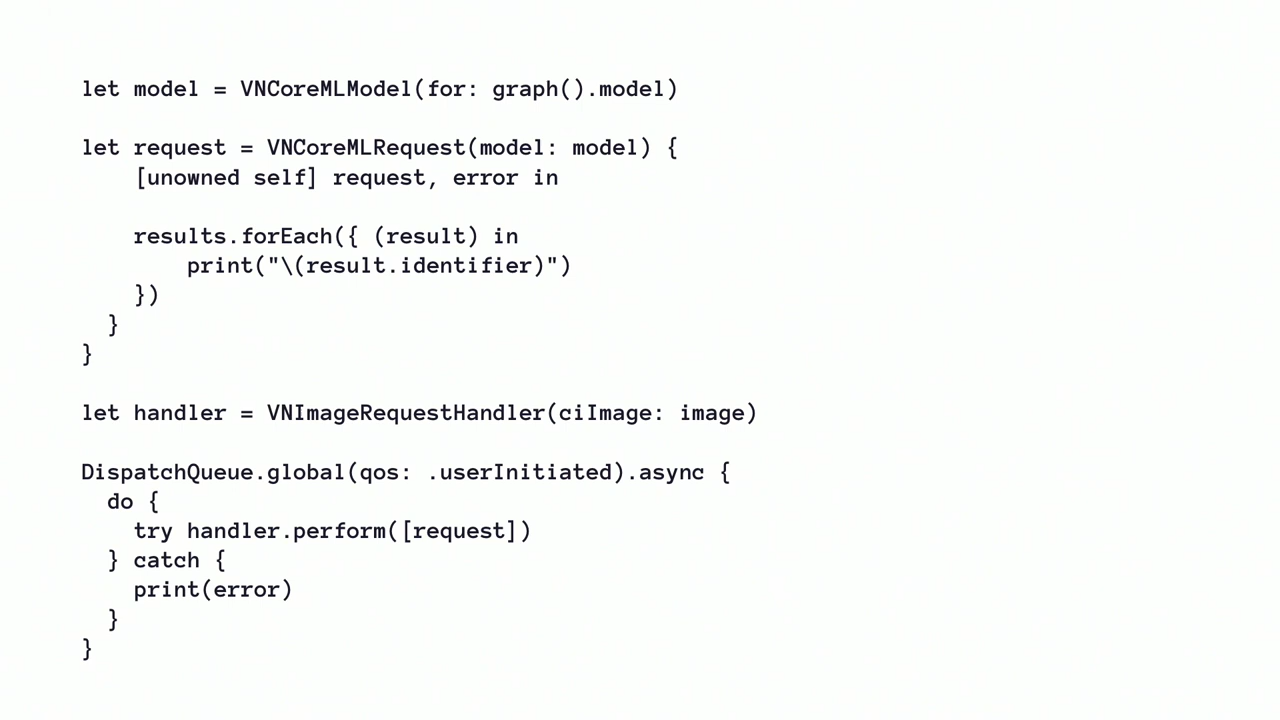 let model = VNCoreMLModel(for: graph().model)
let request = VNCoreMLRequest(model: model) {
[unowned self] request, error in
results.forEach({ (result) in
print("\(result.identifier)")
})
}
}
let handler = VNImageRequestHandler(ciImage: image)
DispatchQueue.global(qos: .userInitiated).async {
do {
try handler.perform([request])
} catch {
print(error)
}
}